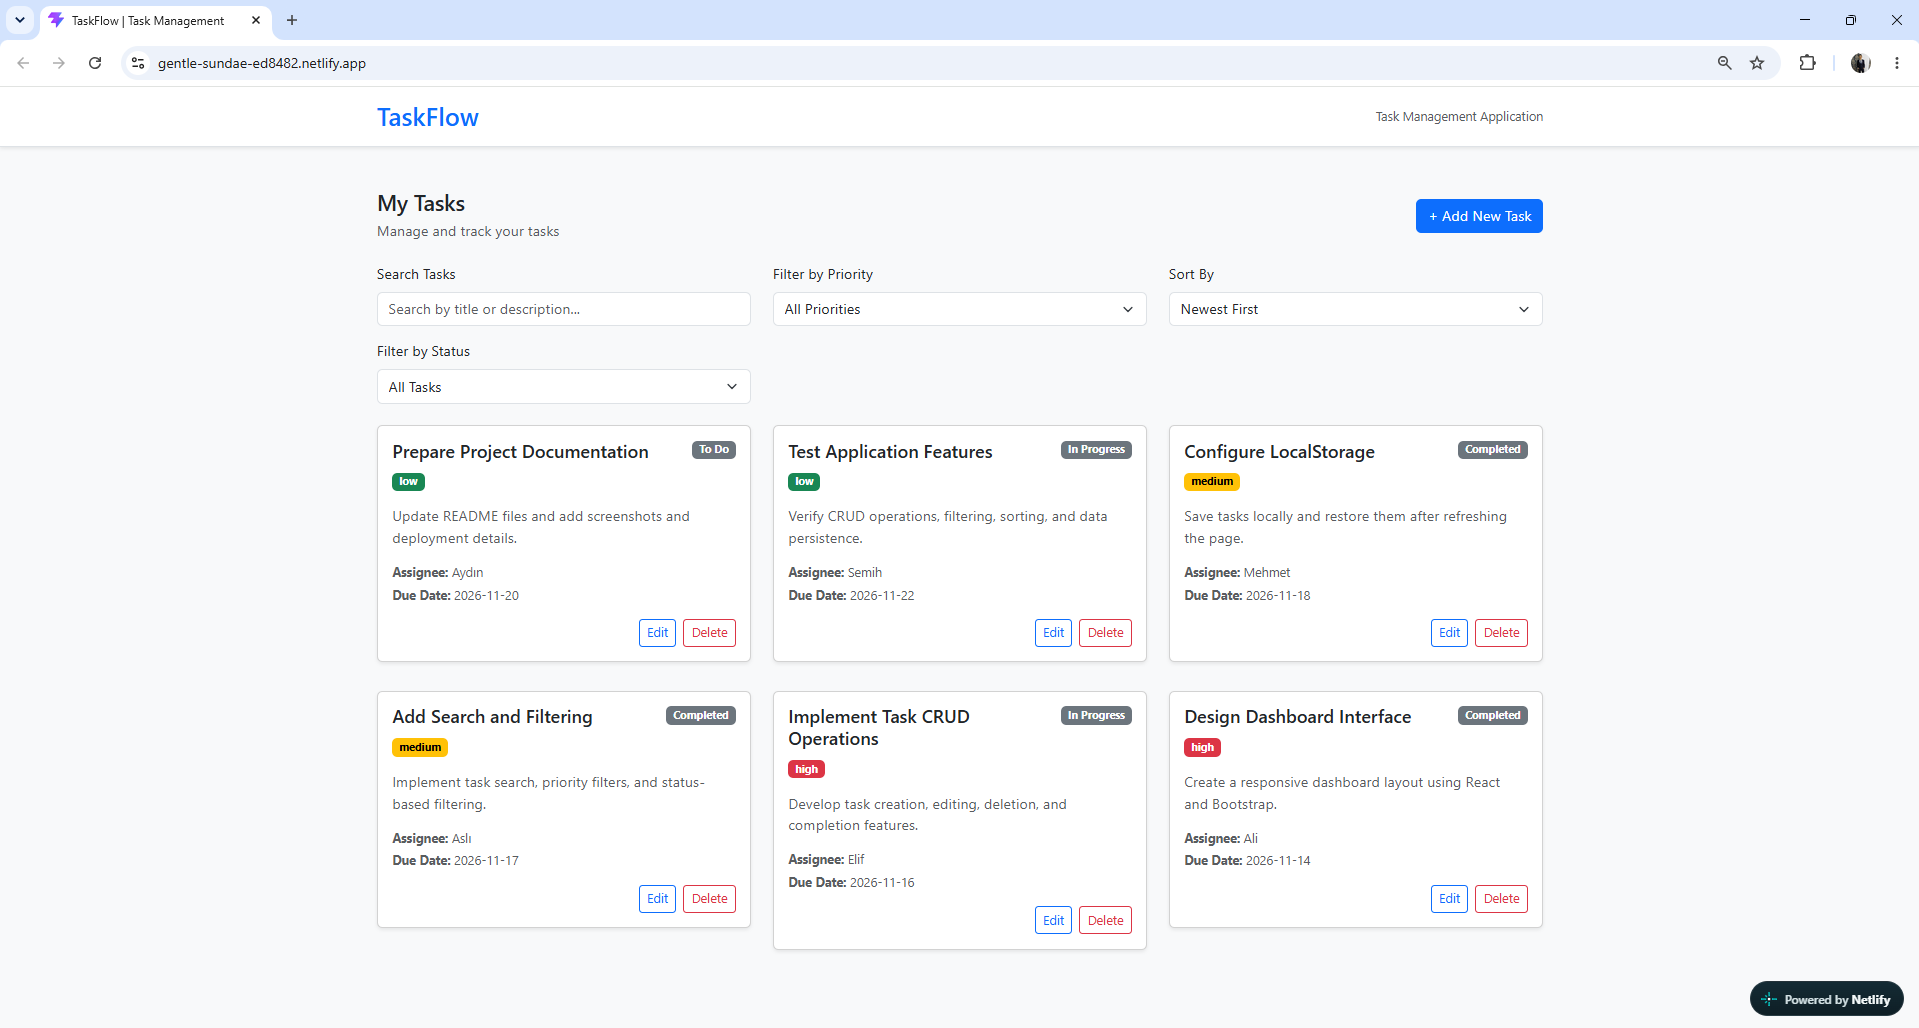 TaskFlow | Task Management
gentle-sundae-ed8482.netlify.app
TaskFlow
Task Management Application
My Tasks
Manage and track your tasks
+ Add New Task
Search Tasks
Search by title or description...
Filter by Priority
All Priorities
Sort By
Newest First
Filter by Status
All Tasks
Prepare Project Documentation
To Do
low
Update README files and add screenshots and
deployment details.
Assignee: Aydın
Due Date: 2026-11-20
Edit
Delete
Test Application Features
In Progress
low
Verify CRUD operations, filtering, sorting, and data
persistence.
Assignee: Semih
Due Date: 2026-11-22
Edit
Delete
Configure LocalStorage
Completed
medium
Save tasks locally and restore them after refreshing
the page.
Assignee: Mehmet
Due Date: 2026-11-18
Edit
Delete
Add Search and Filtering
Completed
medium
Implement task search, priority filters, and status-
based filtering.
Assignee: Aslı
Due Date: 2026-11-17
Edit
Delete
Implement Task CRUD
Operations
In Progress
high
Develop task creation, editing, deletion, and
completion features.
Assignee: Elif
Due Date: 2026-11-16
Edit
Delete
Design Dashboard Interface
Completed
high
Create a responsive dashboard layout using React
and Bootstrap.
Assignee: Ali
Due Date: 2026-11-14
Edit
Delete
Powered by Netlify